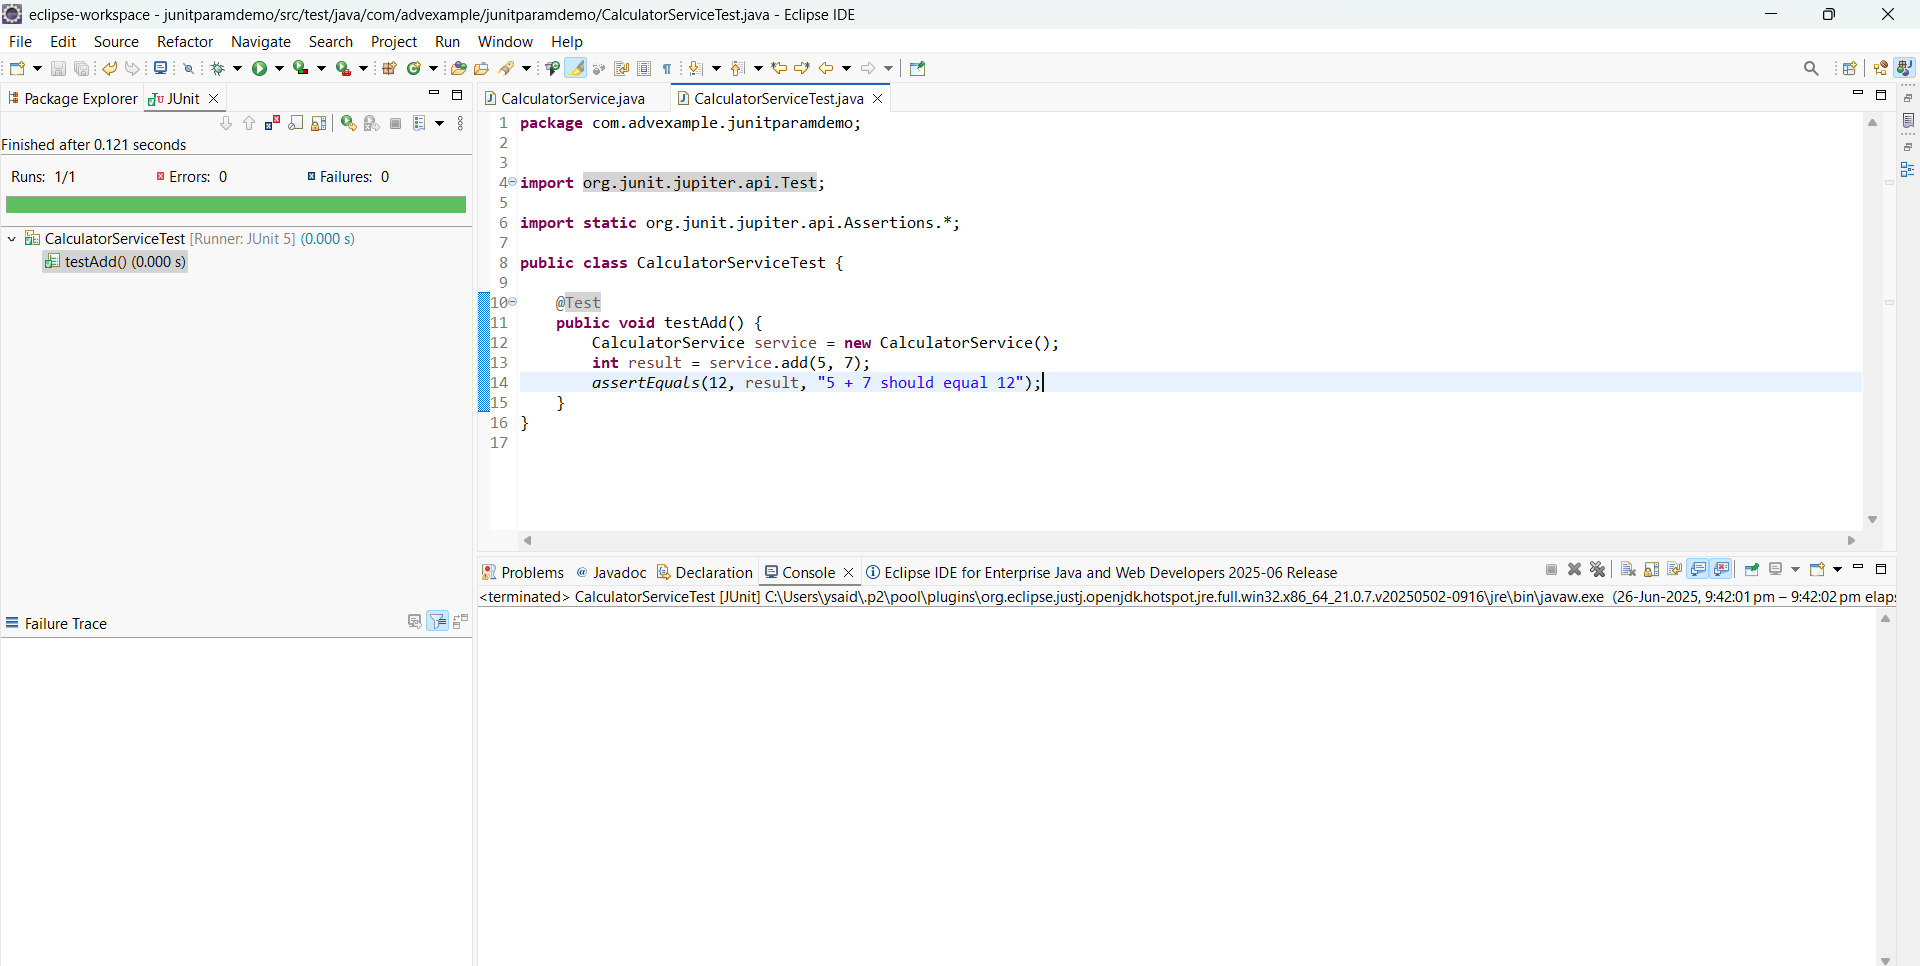 eclipse-workspace - junitparamdemo/src/test/java/com/advexample/junitparamdemo/CalculatorServiceTest.java - Eclipse IDE
File Edit Source Refactor Navigate Search Project Run Window Help
Package Explorer JUnit
Finished after 0.121 seconds
Runs: 1/1 Errors: 0 Failures: 0
CalculatorServiceTest [Runner: JUnit 5] (0.000 s)
testAdd() (0.000 s)
Failure Trace
CalculatorService.java CalculatorServiceTest.java
1 package com.advexample.junitparamdemo;
2
3
4 import org.junit.jupiter.api.Test;
5
6 import static org.junit.jupiter.api.Assertions.*;
7
8 public class CalculatorServiceTest {
9
10 @Test
11 public void testAdd() {
12 CalculatorService service = new CalculatorService();
13 int result = service.add(5, 7);
14 assertEquals(12, result, "5 + 7 should equal 12");
15 }
16 }
17
Problems Javadoc Declaration Console Eclipse IDE for Enterprise Java and Web Developers 2025-06 Release
<terminated> CalculatorServiceTest [JUnit] C:\Users\ysaid\.p2\pool\plugins\org.eclipse.justj.openjdk.hotspot.jre.full.win32.x86_64_21.0.7.v20250502-0916\jre\bin\javaw.exe (26-Jun-2025, 9:42:01 pm – 9:42:02 pm elaps